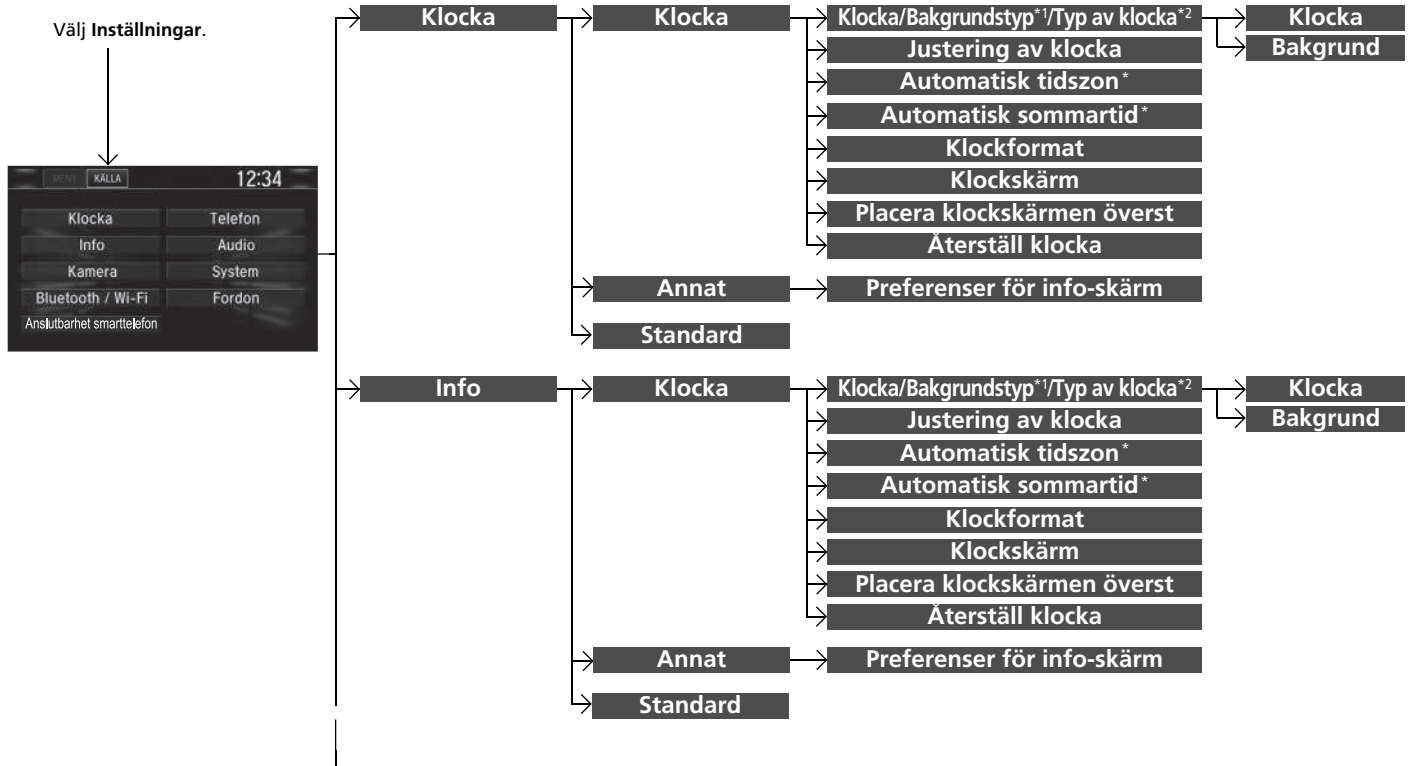 Välj Inställningar.
MENY KÄLLA 12:34
Klocka Telefon
Info Audio
Kamera System
Bluetooth / Wi-Fi Fordon
Anslutbarhet smarttelefon
Klocka
Klocka
Klocka/Bakgrundstyp*1/Typ av klocka*2
Klocka
Bakgrund
Justering av klocka
Automatisk tidszon*
Automatisk sommartid*
Klockformat
Klockskärm
Placera klockskärmen överst
Återställ klocka
Annat
Preferenser för info-skärm
Standard
Info
Klocka
Klocka/Bakgrundstyp*1/Typ av klocka*2
Klocka
Bakgrund
Justering av klocka
Automatisk tidszon*
Automatisk sommartid*
Klockformat
Klockskärm
Placera klockskärmen överst
Återställ klocka
Annat
Preferenser för info-skärm
Standard